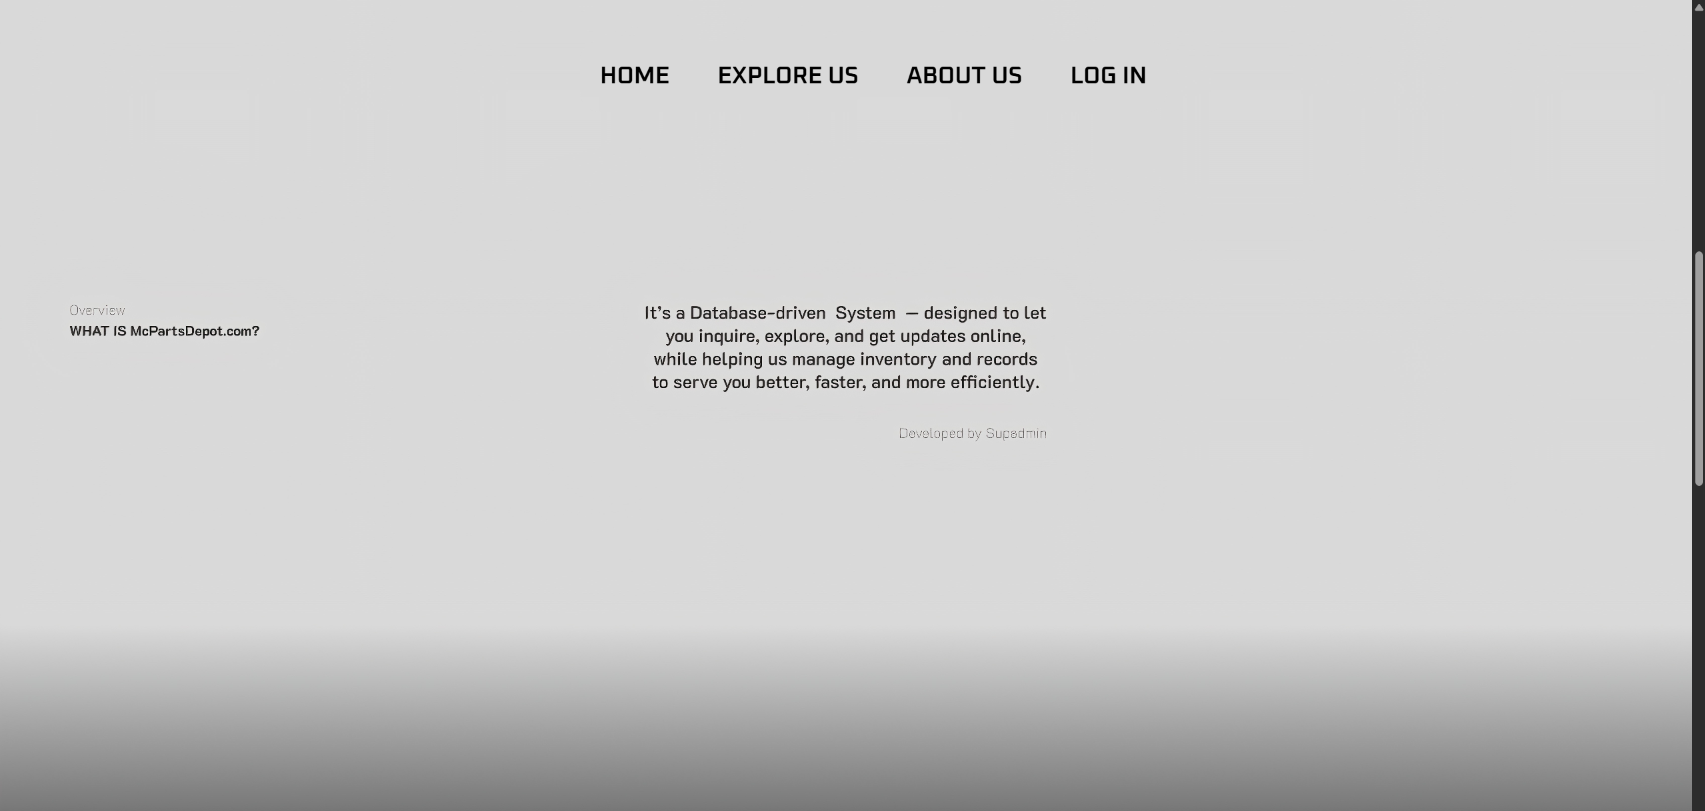 HOME EXPLORE US ABOUT US LOG IN
Overview
WHAT IS McPartsDepot.com?
It's a Database-driven System — designed to let
you inquire, explore, and get updates online,
while helping us manage inventory and records
to serve you better, faster, and more efficiently.
Developed by Supadmin